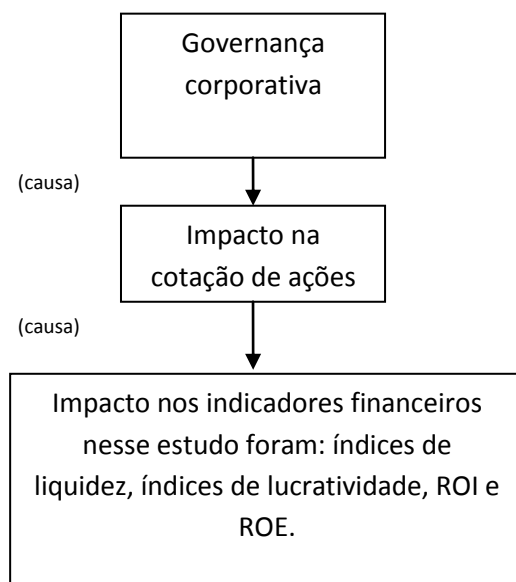 Governança
corporativa
(causa)
Impacto na
cotação de ações
(causa)
Impacto nos indicadores financeiros
nesse estudo foram: índices de
liquidez, índices de lucratividade, ROI e
ROE.